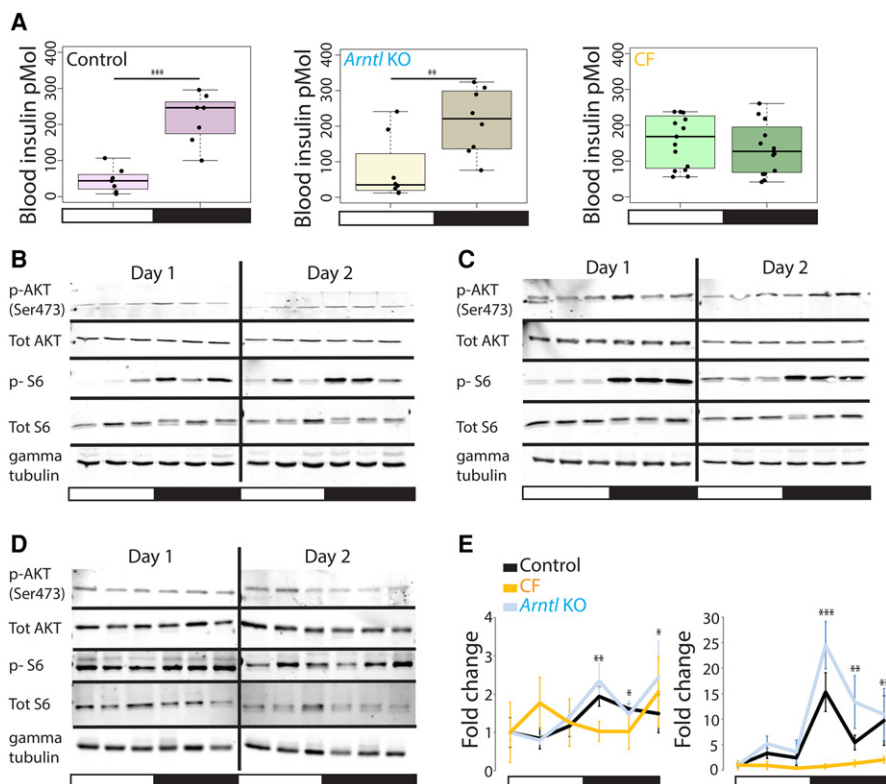 A
Control
***
Blood insulin pMol
0 100 200 300 400
Arntl KO
**
Blood insulin pMol
0 100 200 300 400
CF
Blood insulin pMol
0 100 200 300 400
B
Day 1 Day 2
p-AKT
(Ser473)
Tot AKT
p- S6
Tot S6
gamma
tubulin
C
Day 1 Day 2
p-AKT
(Ser473)
Tot AKT
p- S6
Tot S6
gamma
tubulin
D
Day 1 Day 2
p-AKT
(Ser473)
Tot AKT
p- S6
Tot S6
gamma
tubulin
E
Control
CF
Arntl KO
Fold change
4
3
2
1
0
**
*
*
Fold change
30
25
20
15
10
5
0
***
**
**